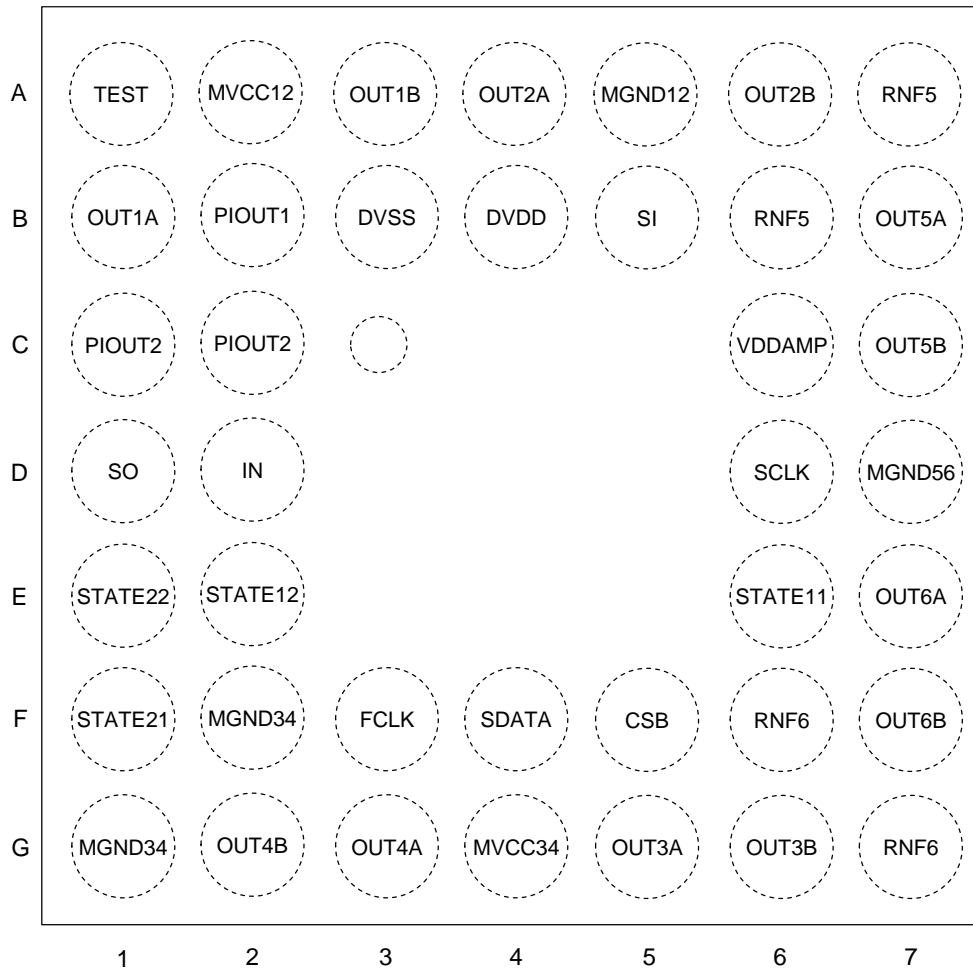 A TEST MVCC12 OUT1B OUT2A MGND12 OUT2B RNF5
B OUT1A PIOUT1 DVSS DVDD SI RNF5 OUT5A
C PIOUT2 PIOUT2 VDDAMP OUT5B
D SO IN SCLK MGND56
E STATE22 STATE12 STATE11 OUT6A
F STATE21 MGND34 FCLK SDATA CSB RNF6 OUT6B
G MGND34 OUT4B OUT4A MVCC34 OUT3A OUT3B RNF6
1 2 3 4 5 6 7